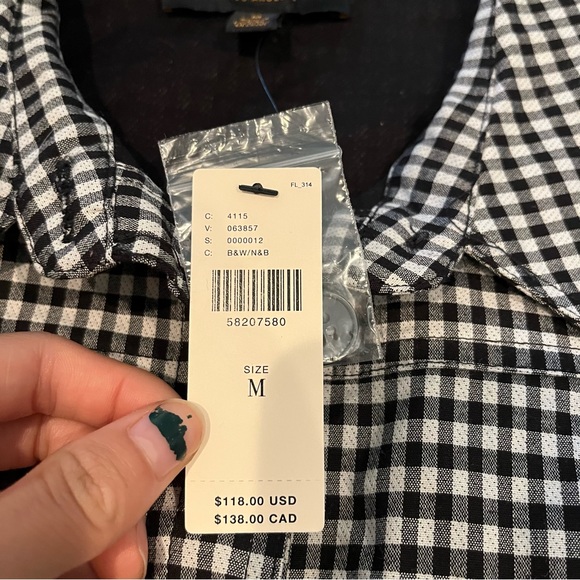 FL_314
C: 4115
V: 063857
S: 0000012
C: B&W/N&B
58207580
SIZE
M
$118.00 USD
$138.00 CAD